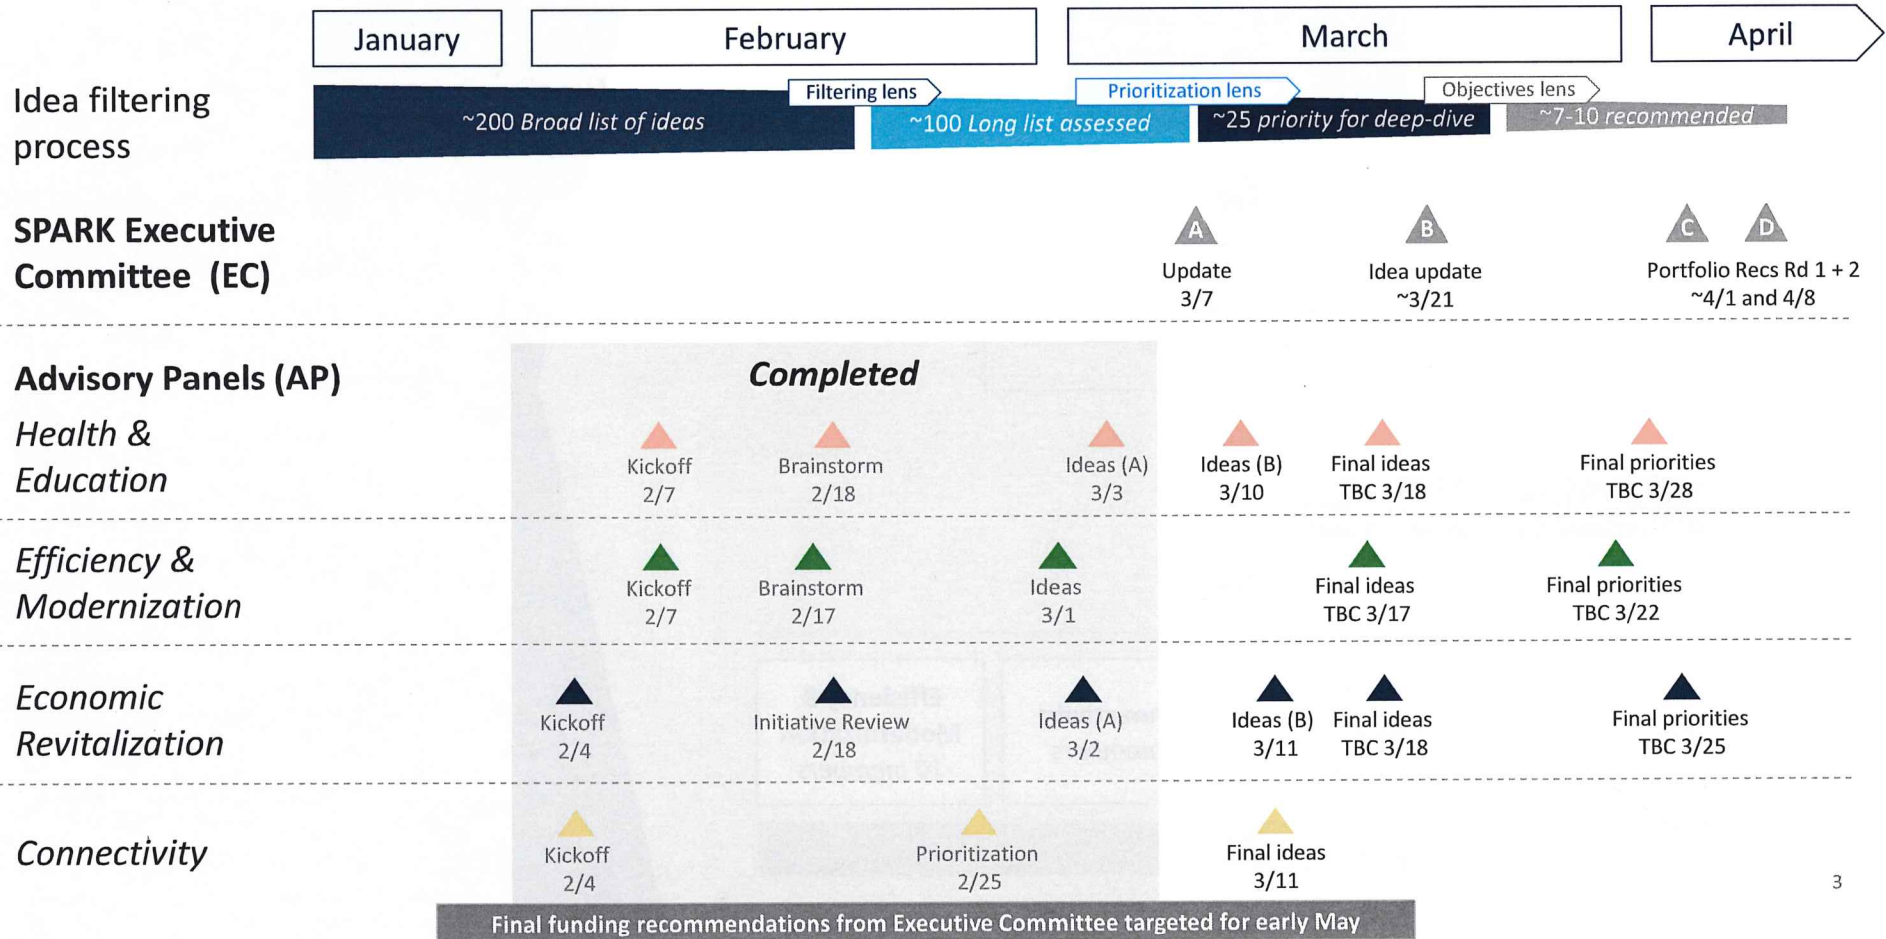 January
February
March
April
Idea filtering
process
Filtering lens
Prioritization lens
Objectives lens
~200 Broad list of ideas
~100 Long list assessed
~25 priority for deep-dive
~7-10 recommended
SPARK Executive
Committee (EC)
A
B
C
D
Update
3/7
Idea update
~3/21
Portfolio Recs Rd 1 + 2
~4/1 and 4/8
Advisory Panels (AP)
Completed
Health &
Education
Kickoff
2/7
Brainstorm
2/18
Ideas (A)
3/3
Ideas (B)
3/10
Final ideas
TBC 3/18
Final priorities
TBC 3/28
Efficiency &
Modernization
Kickoff
2/7
Brainstorm
2/17
Ideas
3/1
Final ideas
TBC 3/17
Final priorities
TBC 3/22
Economic
Revitalization
Kickoff
2/4
Initiative Review
2/18
Ideas (A)
3/2
Ideas (B)
3/11
Final ideas
TBC 3/18
Final priorities
TBC 3/25
Connectivity
Kickoff
2/4
Prioritization
2/25
Final ideas
3/11
3
Final funding recommendations from Executive Committee targeted for early May